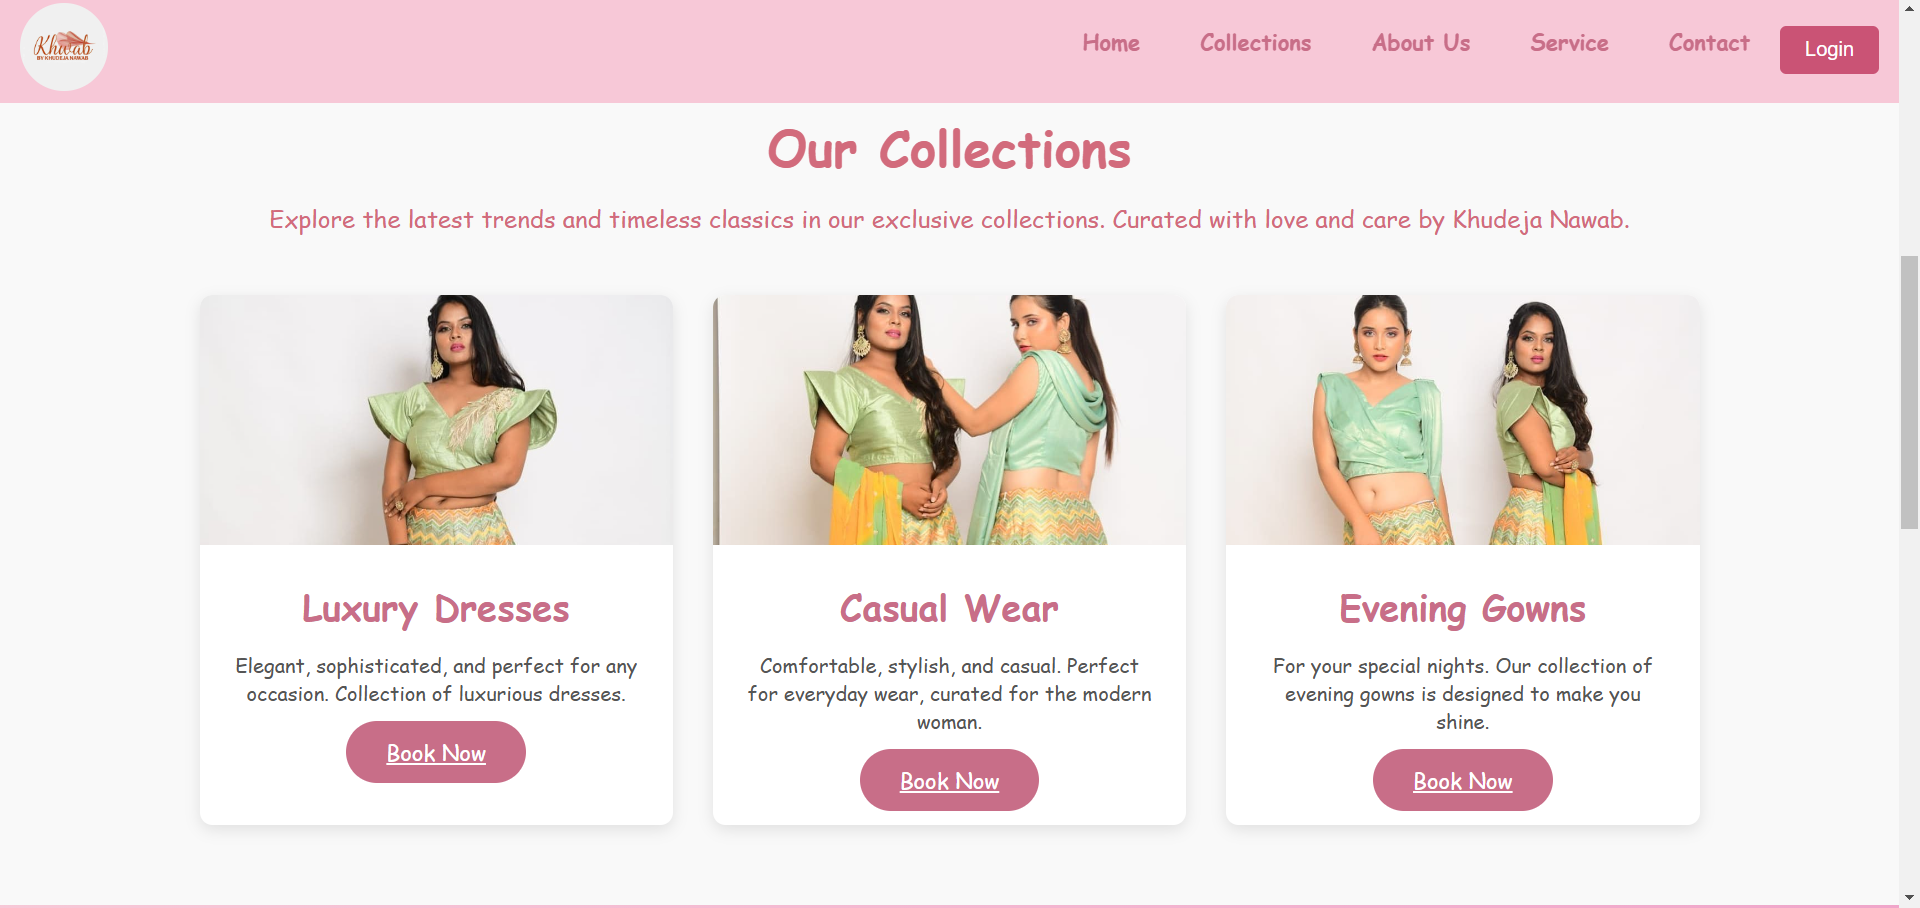 Khwab
BY KHUDEJA NAWAB
Home Collections About Us Service Contact Login
Our Collections
Explore the latest trends and timeless classics in our exclusive collections. Curated with love and care by Khudeja Nawab.
Luxury Dresses
Elegant, sophisticated, and perfect for any
occasion. Collection of luxurious dresses.
Book Now
Casual Wear
Comfortable, stylish, and casual. Perfect
for everyday wear, curated for the modern
woman.
Book Now
Evening Gowns
For your special nights. Our collection of
evening gowns is designed to make you
shine.
Book Now